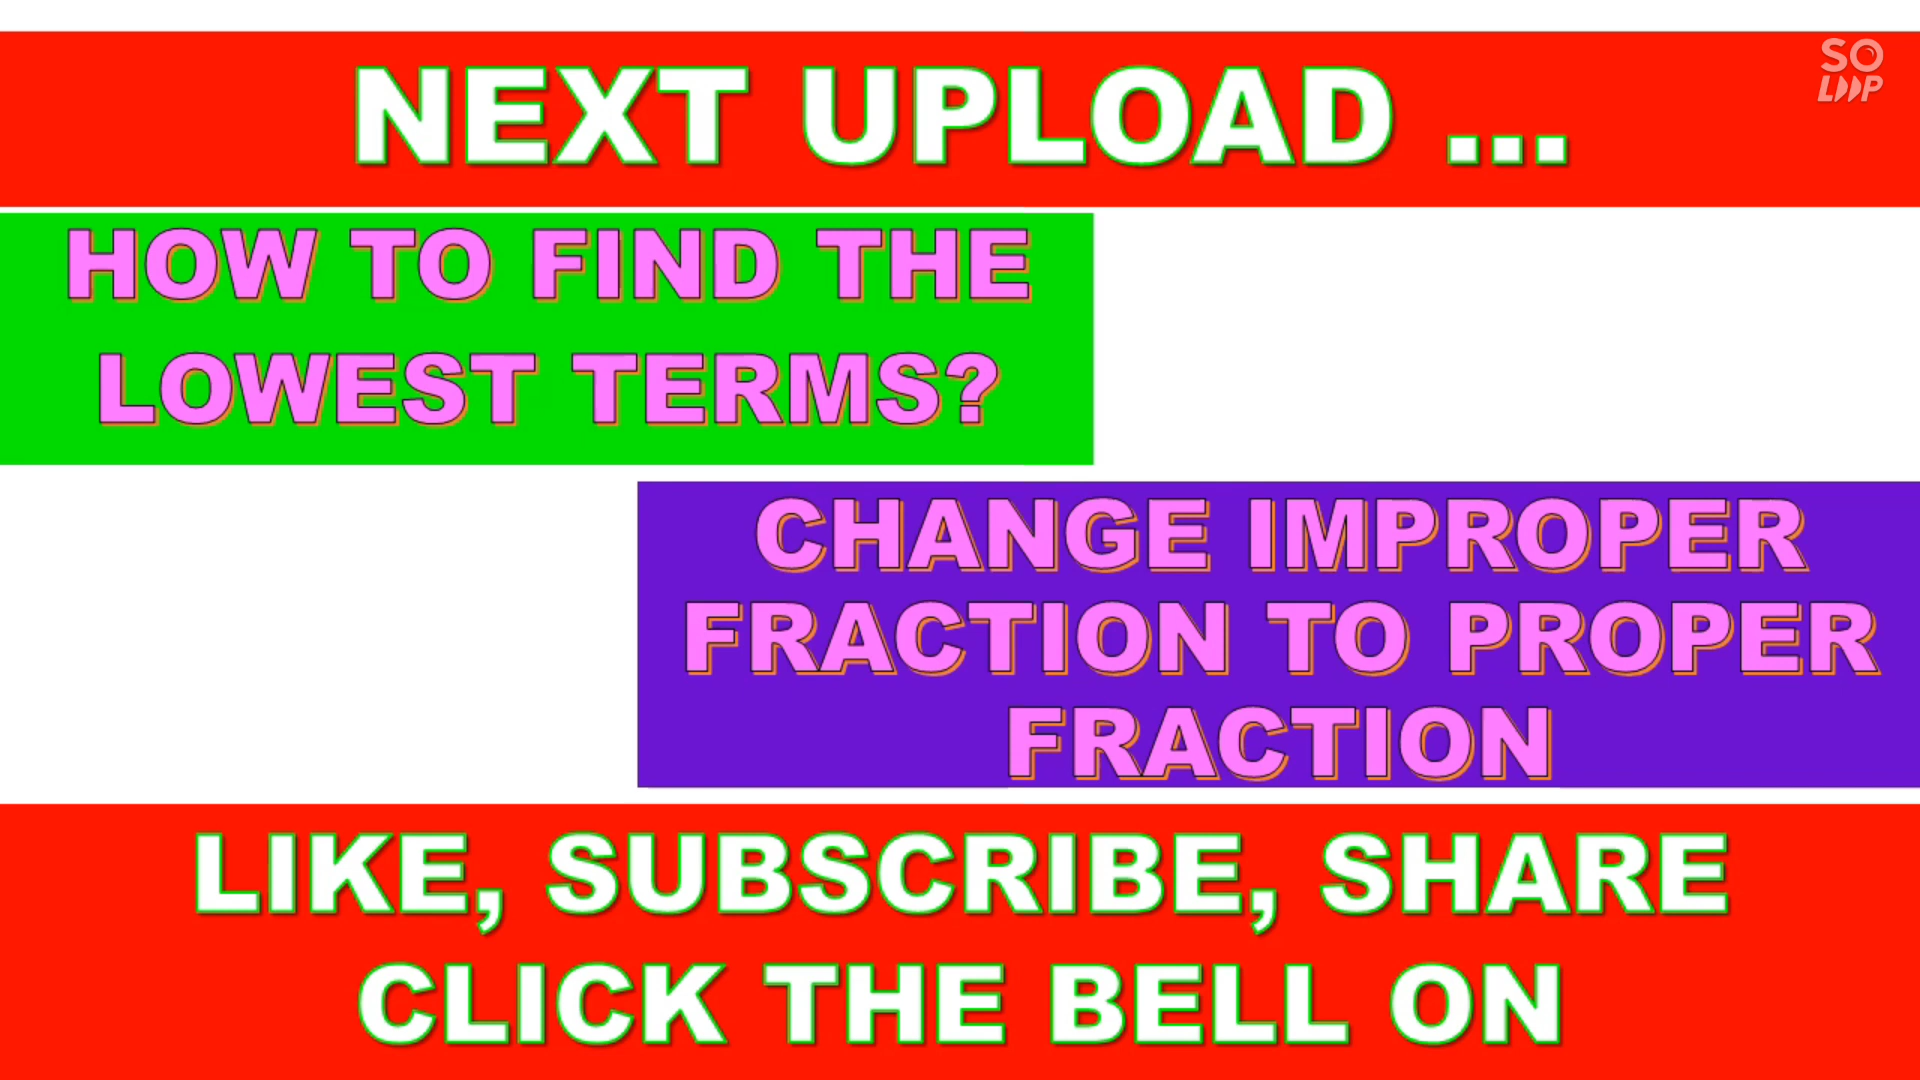 NEXT UPLOAD ...
SO
LOOP
HOW TO FIND THE
LOWEST TERMS?
CHANGE IMPROPER
FRACTION TO PROPER
FRACTION
LIKE, SUBSCRIBE, SHARE
CLICK THE BELL ON